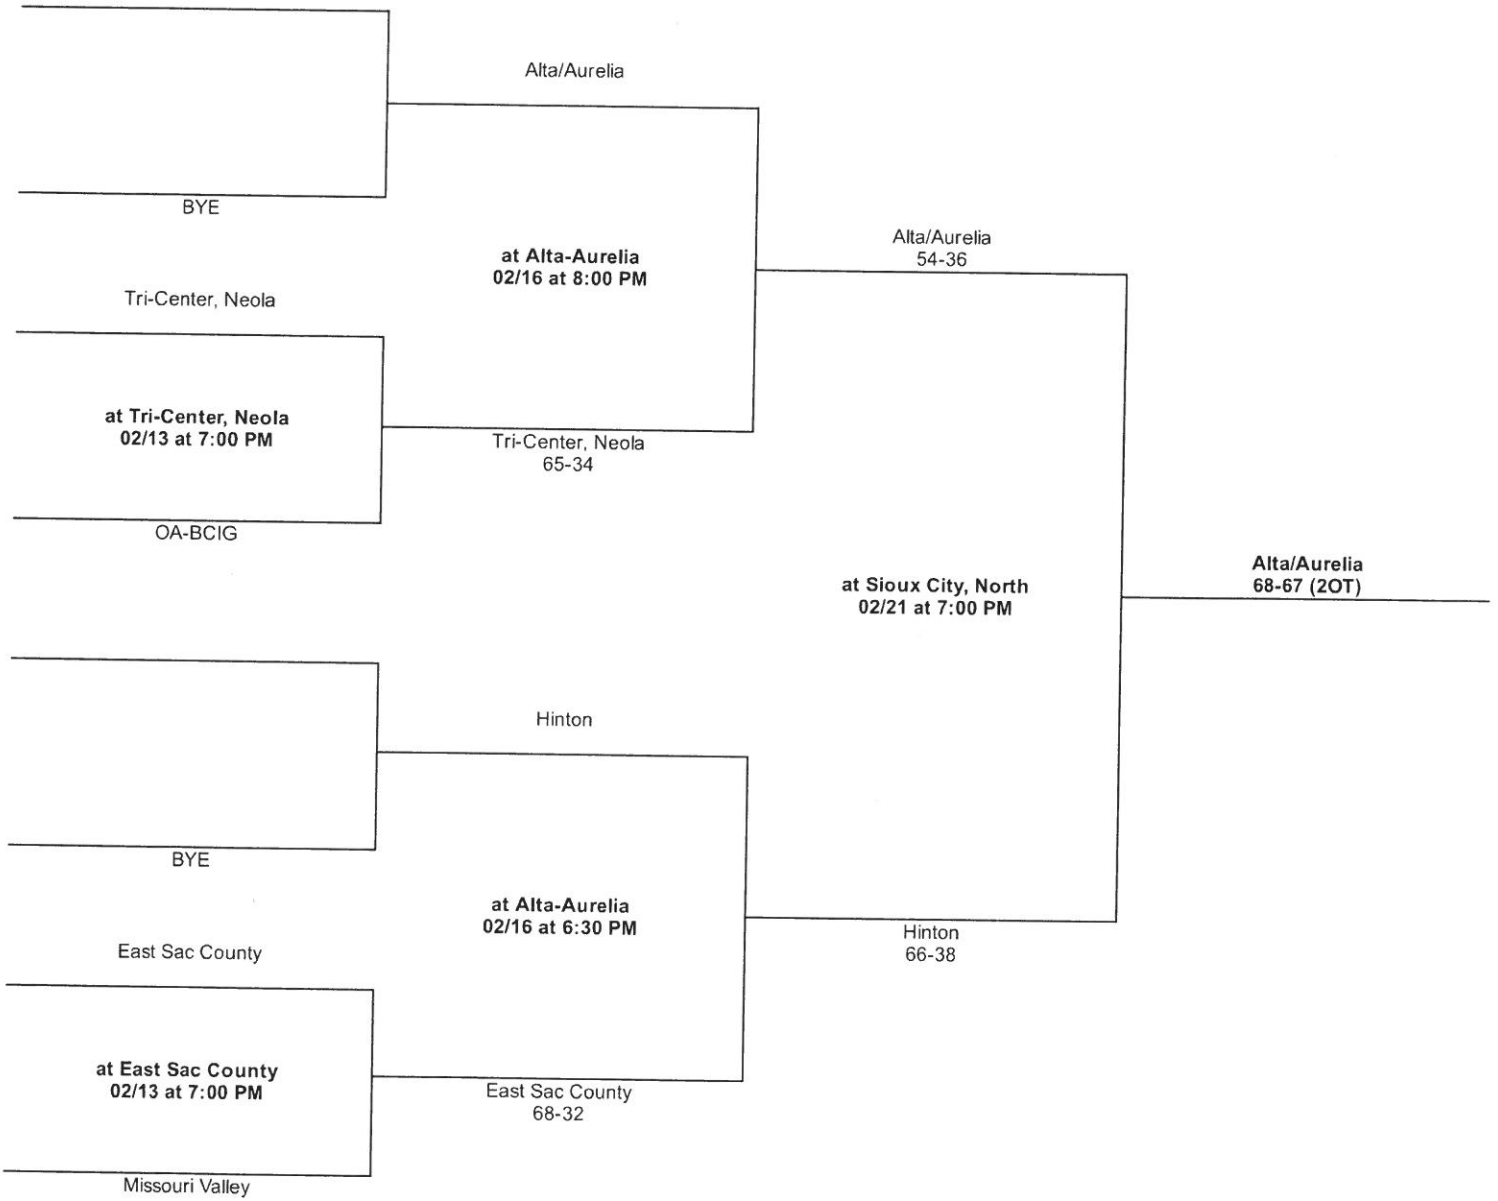 Alta/Aurelia
BYE
at Alta-Aurelia
02/16 at 8:00 PM
Alta/Aurelia
54-36
Tri-Center, Neola
at Tri-Center, Neola
02/13 at 7:00 PM
Tri-Center, Neola
65-34
OA-BCIG
at Sioux City, North
02/21 at 7:00 PM
Alta/Aurelia
68-67 (2OT)
Hinton
BYE
at Alta-Aurelia
02/16 at 6:30 PM
Hinton
66-38
East Sac County
at East Sac County
02/13 at 7:00 PM
East Sac County
68-32
Missouri Valley